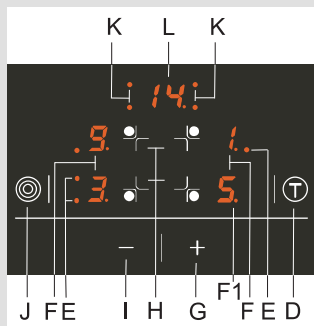 K L K
14.
9. 1.
3. 5.
T
− +
F1
J F E I H G F E D